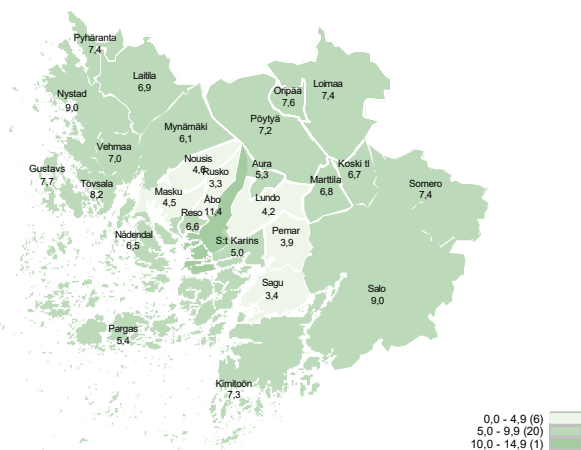 Pyhäranta
7,4
Laitila
6,9
Nystad
9,0
Loimaa
7,4
Oripää
7,6
Pöytyä
7,2
Mynämäki
6,1
Vehmaa
7,0
Gustavs
7,7
Tövsala
8,2
Nousis
4,6
Rusko
3,3
Aura
5,3
Koski tl
6,7
Marttila
6,8
Somero
7,4
Masku
4,5
Åbo
11,4
Lundo
4,2
Reso
6,6
Nådendal
6,5
S:t Karins
5,0
Pemar
3,9
Sagu
3,4
Salo
9,0
Pargas
5,4
Kimitoön
7,3
0,0 - 4,9 (6)
5,0 - 9,9 (20)
10,0 - 14,9 (1)